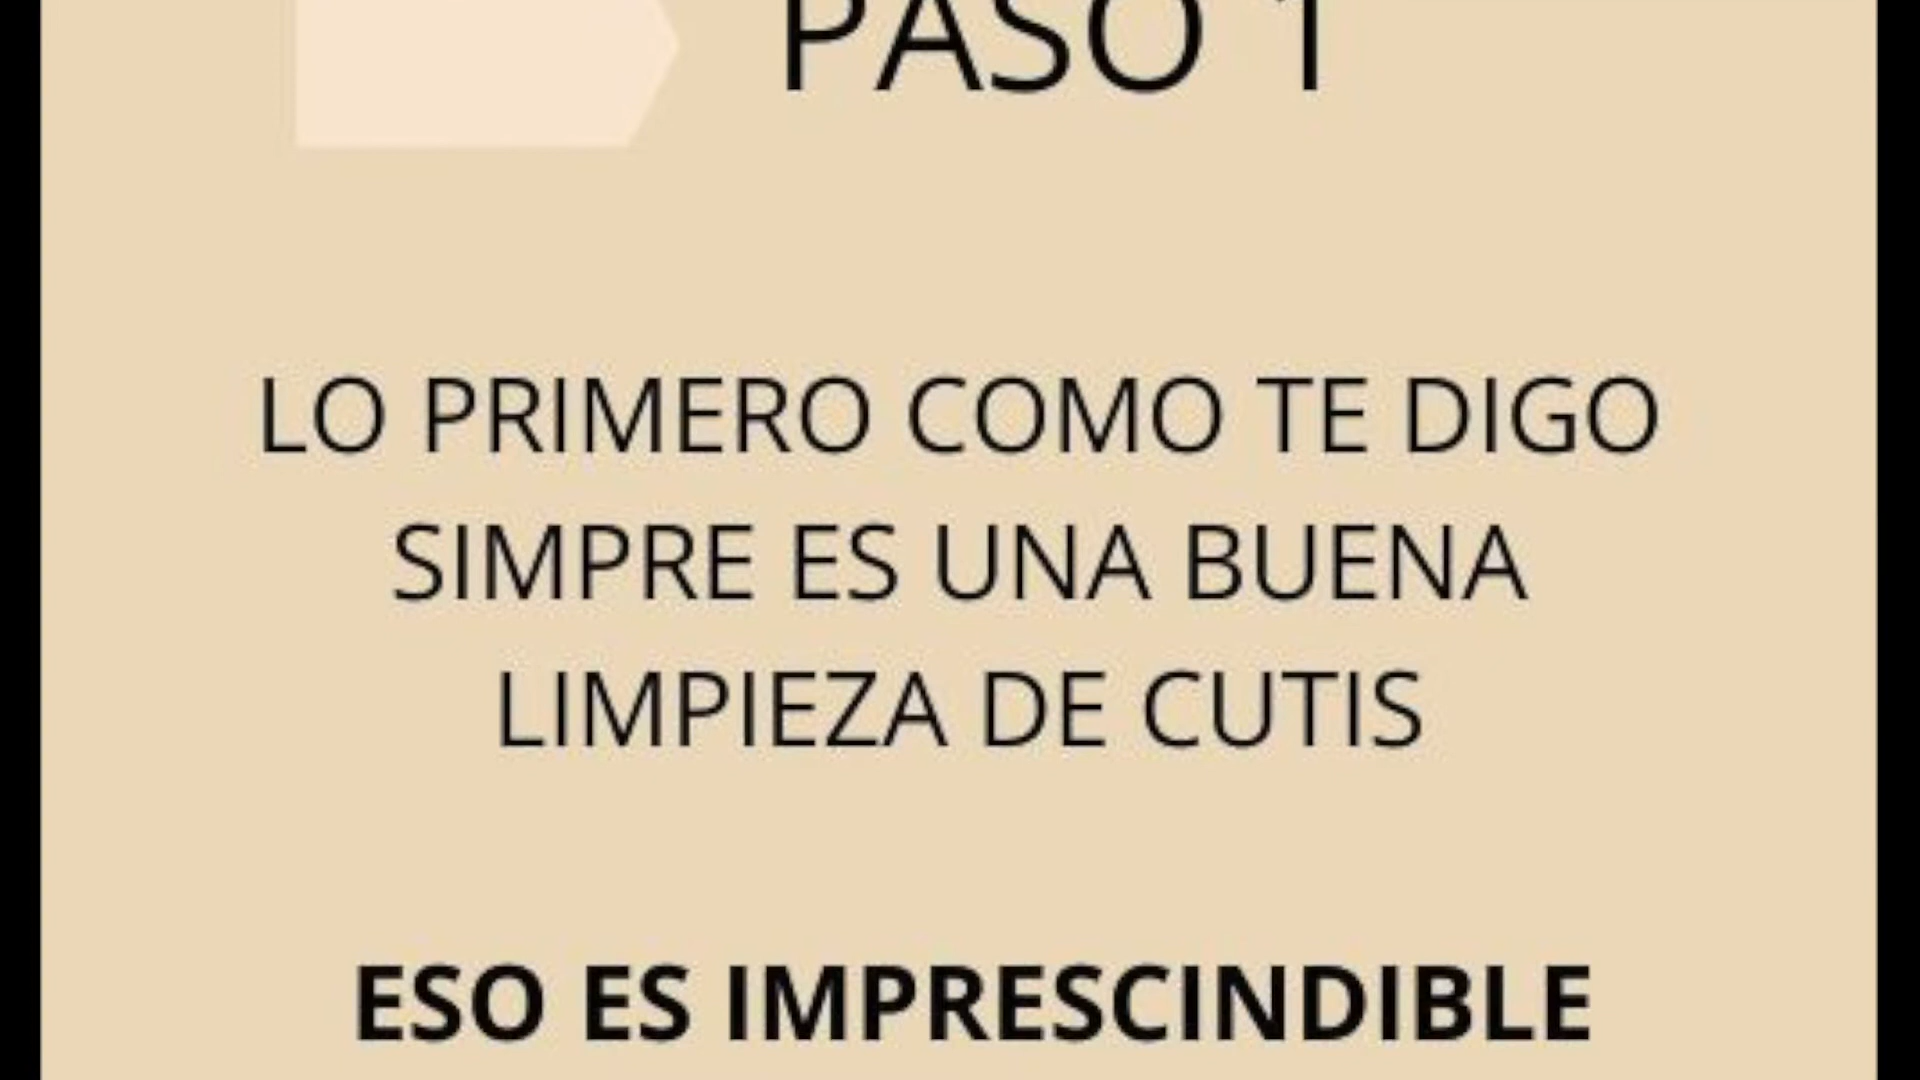 PASO 1
LO PRIMERO COMO TE DIGO
SIMPRE ES UNA BUENA
LIMPIEZA DE CUTIS
ESO ES IMPRESCINDIBLE